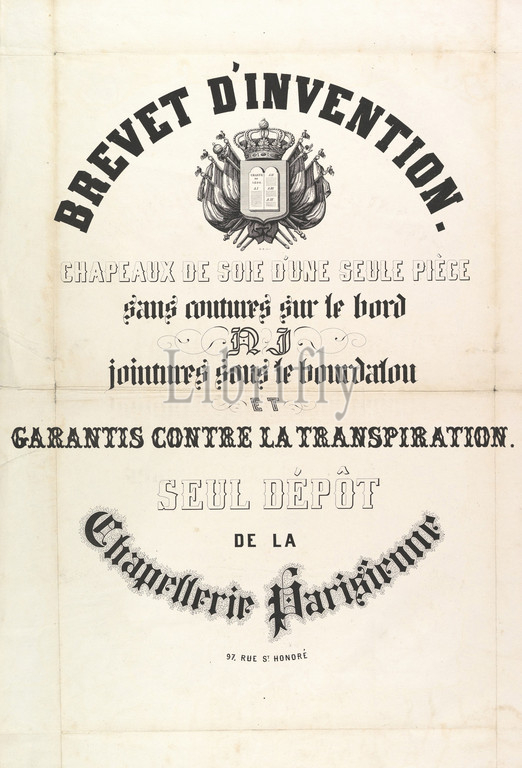 BREVET D'INVENTION.
CHAPEAUX DE SOIE D'UNE SEULE PIÈCE
sans coutures sur le bord
NI
jointures sous le bourdalou
ET
GARANTIS CONTRE LA TRANSPIRATION.
SEUL DÉPÔT
DE LA
Chapellerie Parisienne
97, RUE ST HONORÉ
Librifly